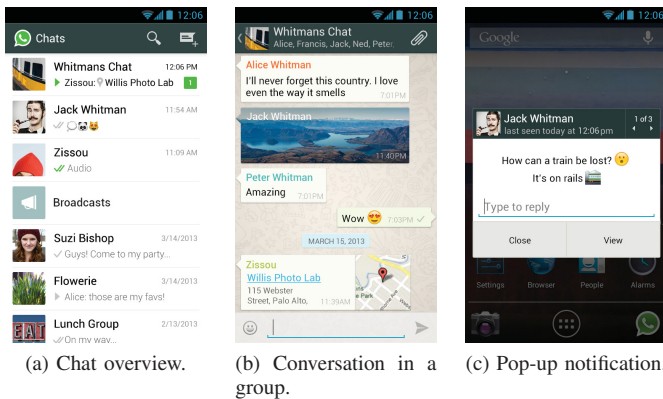 12:06
Chats
Whitmans Chat 12:06 PM
Zissou: Willis Photo Lab 1
Jack Whitman 11:54 AM
Zissou 11:09 AM
Audio
Broadcasts
Suzi Bishop 3/14/2013
Guys! Come to my party...
Flowerie 3/14/2013
Alice: those are my favs!
Lunch Group 2/13/2013
EAT
On my way...
(a) Chat overview.
12:06
Whitmans Chat
Alice, Francis, Jack, Ned, Peter,
Alice Whitman
I'll never forget this country. I love
even the way it smells
7:01PM
Jack Whitman
11:40PM
Peter Whitman
Amazing 7:01PM
Wow 7:03PM
MARCH 15, 2013
Zissou
Willis Photo Lab
115 Webster
Street, Palo Alto, 11:39AM
e Park
(b) Conversation in a
group.
12:06
Google
Jack Whitman 1 of 3
last seen today at 12:06pm
How can a train be lost?
It's on rails
Type to reply
Close View
Settings Browser People Alarms
(c) Pop-up notification